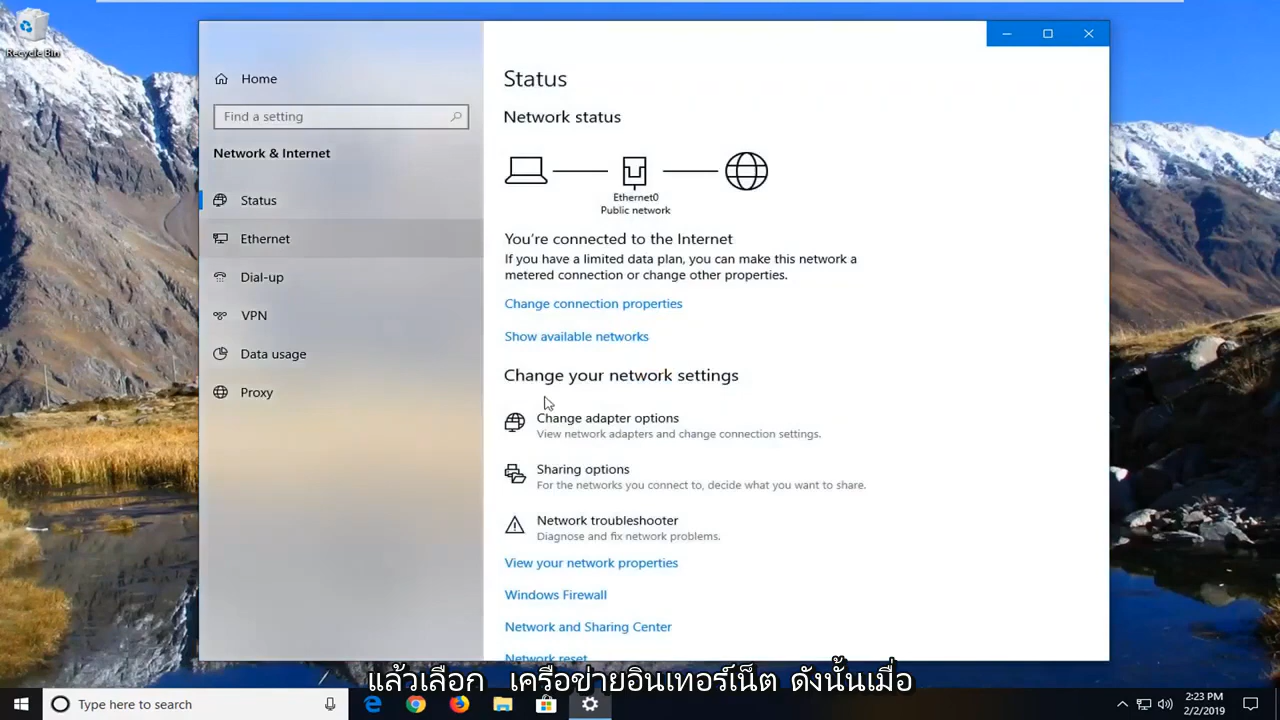 Recycle Bin
Home
Find a setting
Network & Internet
Status
Ethernet
Dial-up
VPN
Data usage
Proxy
Status
Network status
Ethernet0
Public network
You're connected to the Internet
If you have a limited data plan, you can make this network a
metered connection or change other properties.
Change connection properties
Show available networks
Change your network settings
Change adapter options
View network adapters and change connection settings.
Sharing options
For the networks you connect to, decide what you want to share.
Network troubleshooter
Diagnose and fix network problems.
View your network properties
Windows Firewall
Network and Sharing Center
Network reset
แล้วเลือก เครือข่ายอินเทอร์เน็ต ดังนั้นเมื่อ
Type here to search
2:23 PM
2/2/2019